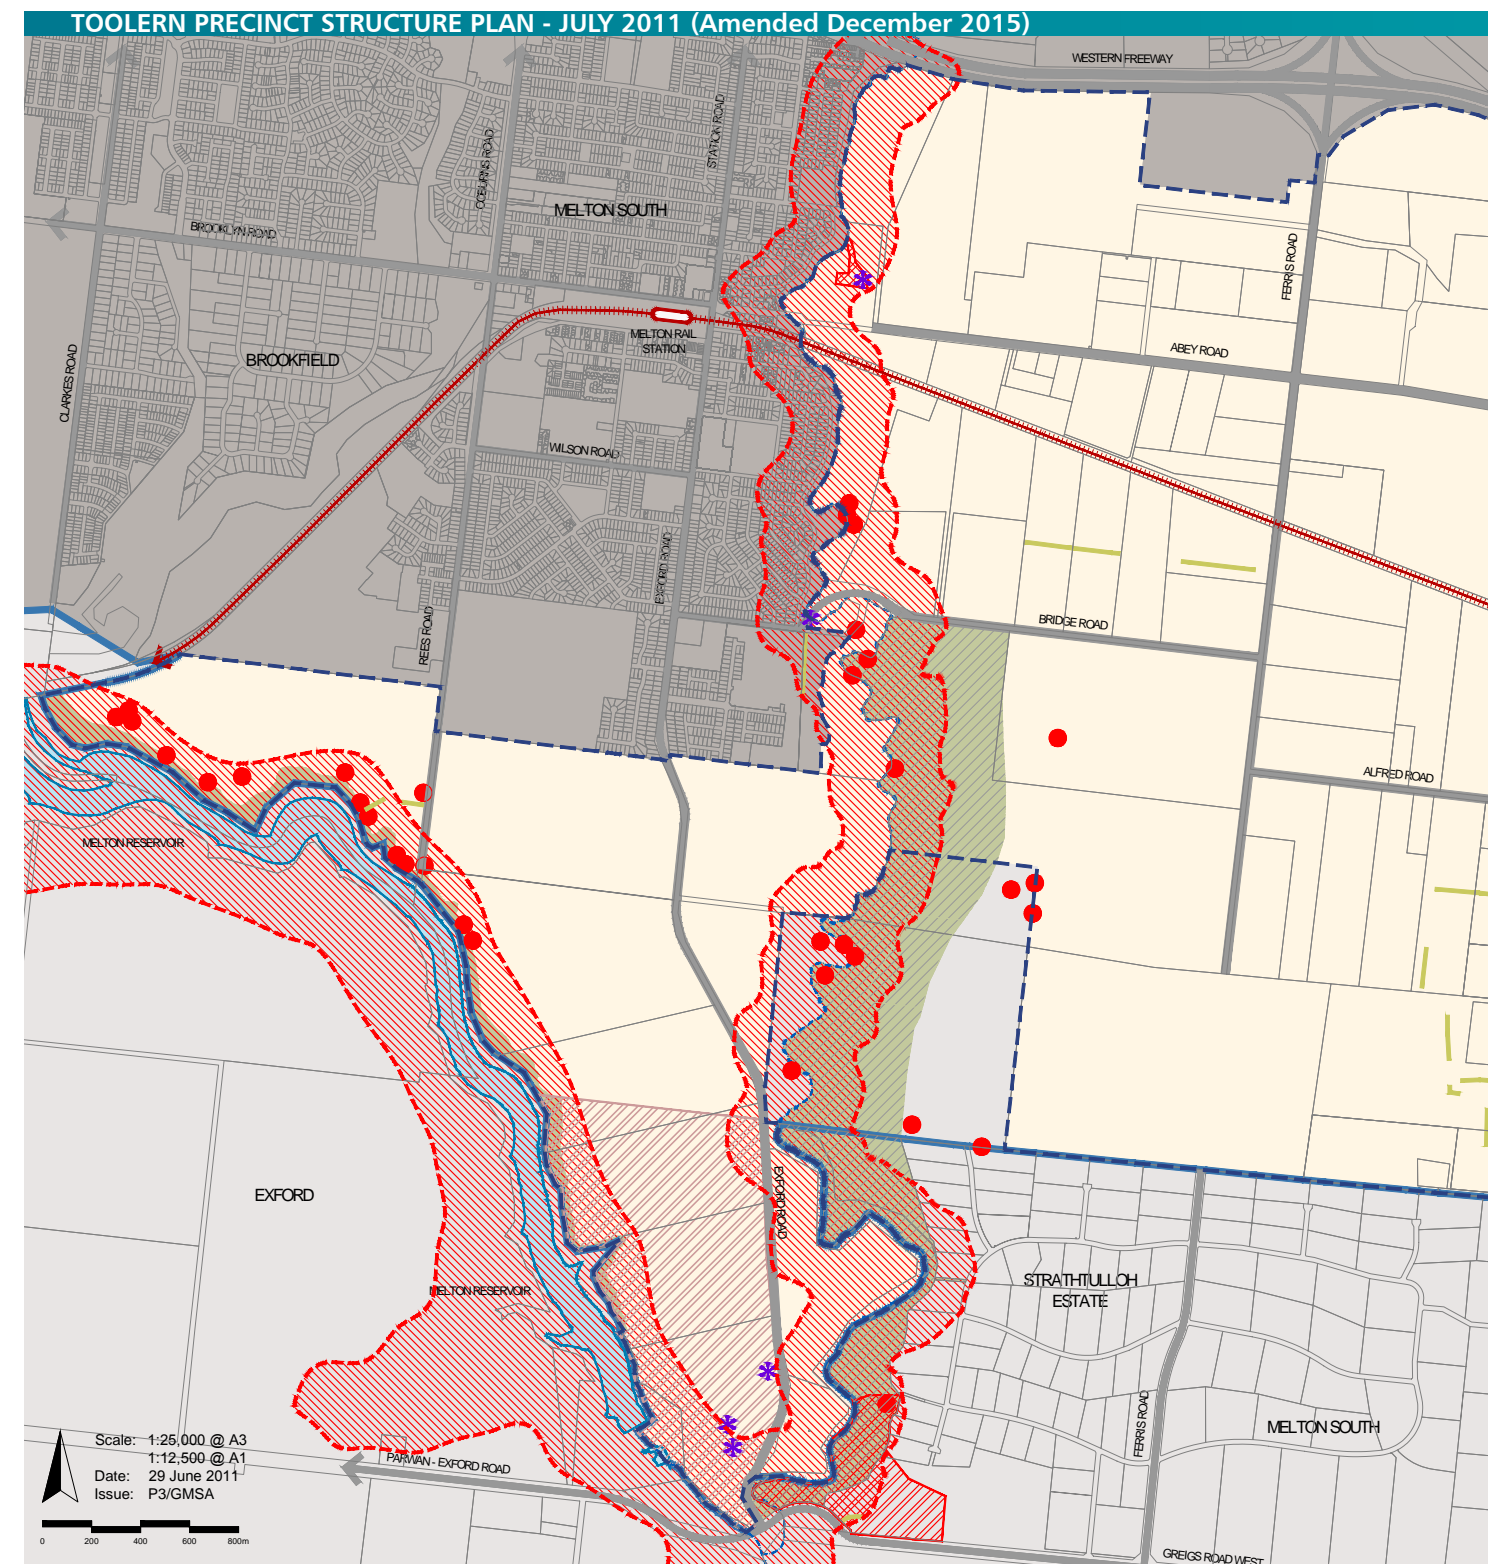 TOOLERN PRECINCT STRUCTURE PLAN - JULY 2011 (Amended December 2015)
WESTERN FREEWAY
STATION ROAD
COBURNS ROAD
MELTON SOUTH
BROOKLYN ROAD
FERRIS ROAD
MELTON RAIL
STATION
ABEY ROAD
BROOKFIELD
CLARKES ROAD
WILSON ROAD
EXFORD ROAD
REES ROAD
BRIDGE ROAD
ALFRED ROAD
MELTON RESERVOIR
EXFORD
EXFORD ROAD
MELTON RESERVOIR
STRATHTULLOH
ESTATE
FERRIS ROAD
MELTON SOUTH
PARWAN - EXFORD ROAD
GREIGS ROAD WEST
Scale: 1:25,000 @ A3
1:12,500 @ A1
Date: 29 June 2011
Issue: P3/GMSA
0 200 400 600 800m